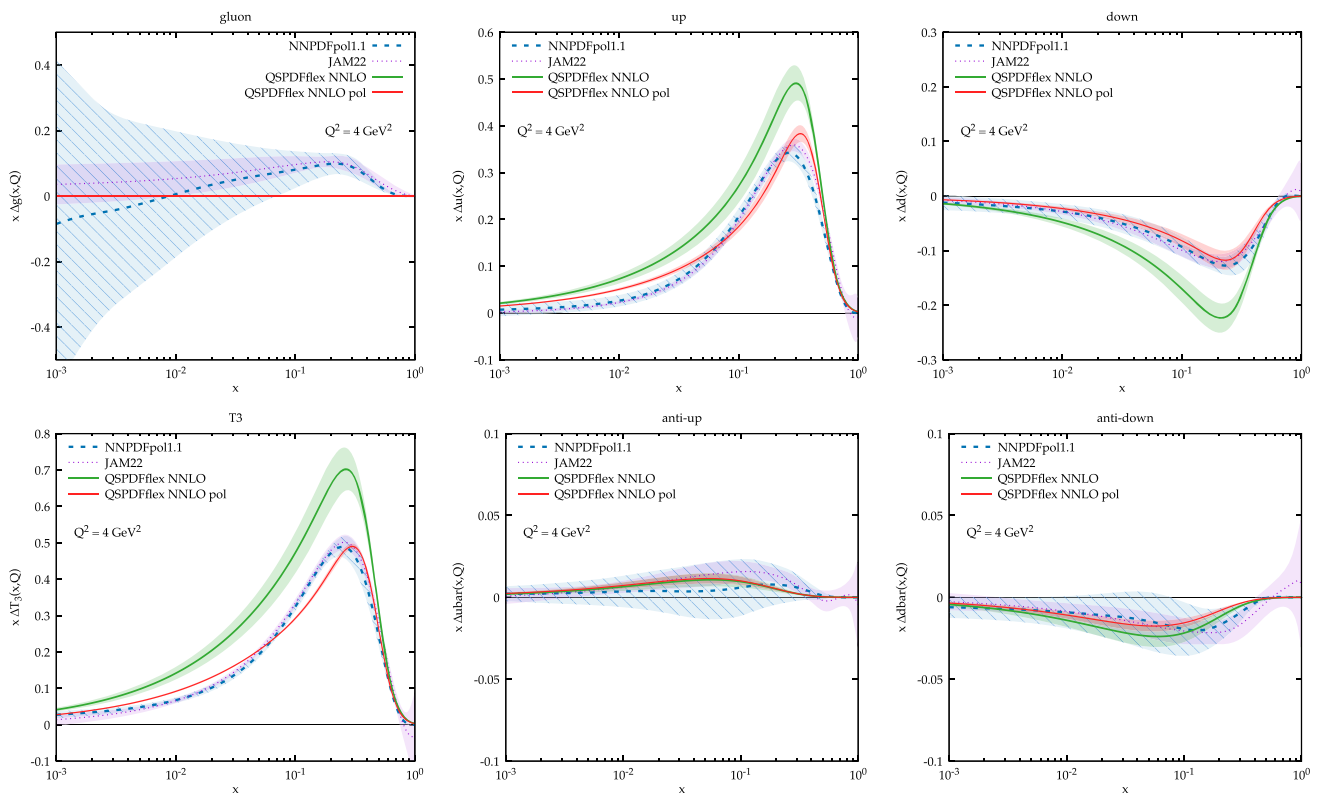 gluon
NNPDFpol1.1
JAM22
QSPDFflex NNLO
QSPDFflex NNLO pol
Q² = 4 GeV²
x Δg(x,Q)
0.4
0.2
0
-0.2
-0.4
10⁻³
10⁻²
10⁻¹
10⁰
x
up
NNPDFpol1.1
JAM22
QSPDFflex NNLO
QSPDFflex NNLO pol
Q² = 4 GeV²
x Δu(x,Q)
0.6
0.5
0.4
0.3
0.2
0.1
0
-0.1
10⁻³
10⁻²
10⁻¹
10⁰
x
down
NNPDFpol1.1
JAM22
QSPDFflex NNLO
QSPDFflex NNLO pol
Q² = 4 GeV²
x Δd(x,Q)
0.3
0.2
0.1
0
-0.1
-0.2
-0.3
10⁻³
10⁻²
10⁻¹
10⁰
x
T3
NNPDFpol1.1
JAM22
QSPDFflex NNLO
QSPDFflex NNLO pol
Q² = 4 GeV²
x ΔT₃(x,Q)
0.8
0.7
0.6
0.5
0.4
0.3
0.2
0.1
0
-0.1
10⁻³
10⁻²
10⁻¹
10⁰
x
anti-up
NNPDFpol1.1
JAM22
QSPDFflex NNLO
QSPDFflex NNLO pol
Q² = 4 GeV²
x Δubar(x,Q)
0.1
0.05
0
-0.05
-0.1
10⁻³
10⁻²
10⁻¹
10⁰
x
anti-down
NNPDFpol1.1
JAM22
QSPDFflex NNLO
QSPDFflex NNLO pol
Q² = 4 GeV²
x Δdbar(x,Q)
0.1
0.05
0
-0.05
-0.1
10⁻³
10⁻²
10⁻¹
10⁰
x